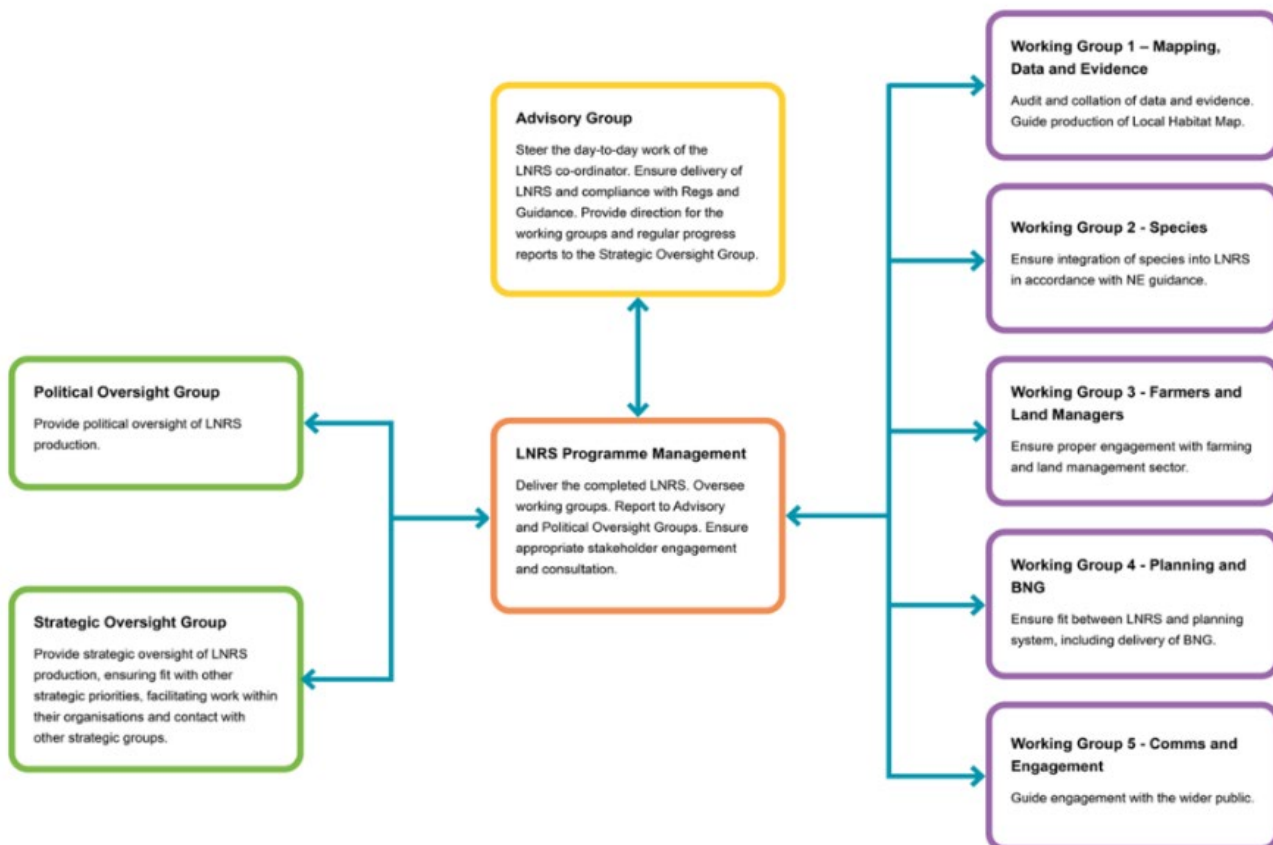 Political Oversight Group
Provide political oversight of LNRS
production.
Strategic Oversight Group
Provide strategic oversight of LNRS
production, ensuring fit with other
strategic priorities, facilitating work within
their organisations and contact with
other strategic groups.
Advisory Group
Steer the day-to-day work of the
LNRS co-ordinator. Ensure delivery of
LNRS and compliance with Regs and
Guidance. Provide direction for the
working groups and regular progress
reports to the Strategic Oversight Group.
LNRS Programme Management
Deliver the completed LNRS. Oversee
working groups. Report to Advisory
and Political Oversight Groups. Ensure
appropriate stakeholder engagement
and consultation.
Working Group 1 – Mapping,
Data and Evidence
Audit and collation of data and evidence.
Guide production of Local Habitat Map.
Working Group 2 - Species
Ensure integration of species into LNRS
in accordance with NE guidance.
Working Group 3 - Farmers and
Land Managers
Ensure proper engagement with farming
and land management sector.
Working Group 4 - Planning and
BNG
Ensure fit between LNRS and planning
system, including delivery of BNG.
Working Group 5 - Comms and
Engagement
Guide engagement with the wider public.